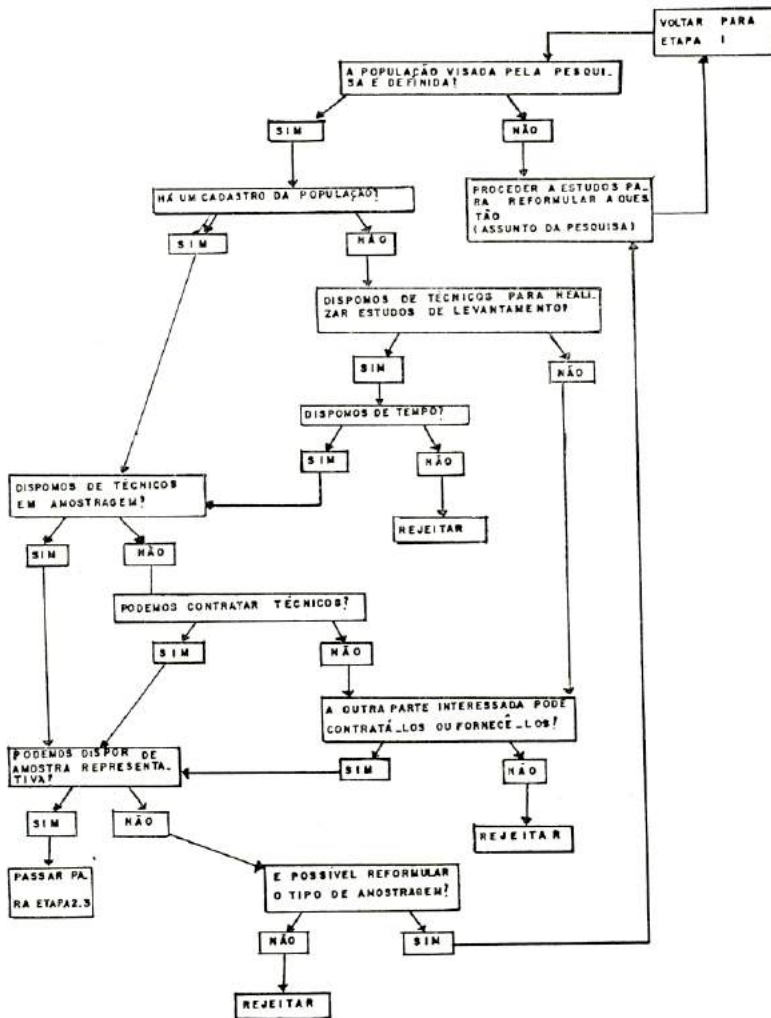 VOLTAR PARA
ETAPA I
A POPULAÇÃO VISADA PELA PESQUI_
SA E DEFINIDA?
SIM
NÃO
HÁ UM CADASTRO DA POPULAÇÃO?
PROCEDER A ESTUDOS PA_
RA REFORMULAR A QUES
TÃO
(ASSUNTO DA PESQUISA)
SIM
NÃO
DISPOMOS DE TÉCNICOS PARA REALI_
ZAR ESTUDOS DE LEVANTAMENTO?
SIM
NÃO
DISPOMOS DE TEMPO?
SIM
NÃO
DISPOMOS DE TÉCNICOS
EM AMOSTRAGEM?
REJEITAR
SIM
NÃO
PODEMOS CONTRATAR TÉCNICOS?
SIM
NÃO
A OUTRA PARTE INTERESSADA PODE
CONTRATÁ_LOS OU FORNECÊ_LOS?
PODEMOS DISPOR DE
AMOSTRA REPRESENTA_
TIVA?
SIM
NÃO
SIM
NÃO
REJEITAR
PASSAR PA_
RA ETAPA 2.3
E POSSÍVEL REFORMULAR
O TIPO DE AMOSTRAGEM?
NÃO
SIM
REJEITAR